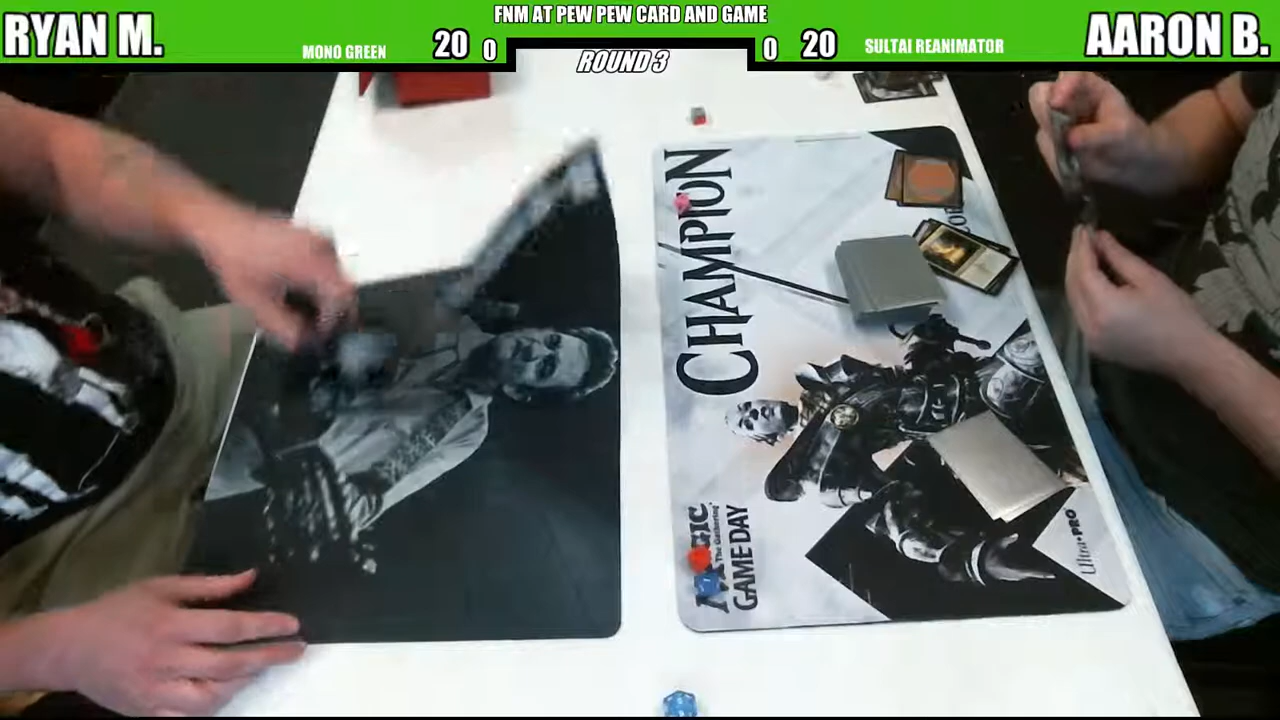 FNM AT PEW PEW CARD AND GAME
RYAN M.
MONO GREEN
20
0
ROUND 3
0
20
SULTAI REANIMATOR
AARON B.
CHAMPION
MAGIC
The Gathering
GAME DAY
Ultra•PRO